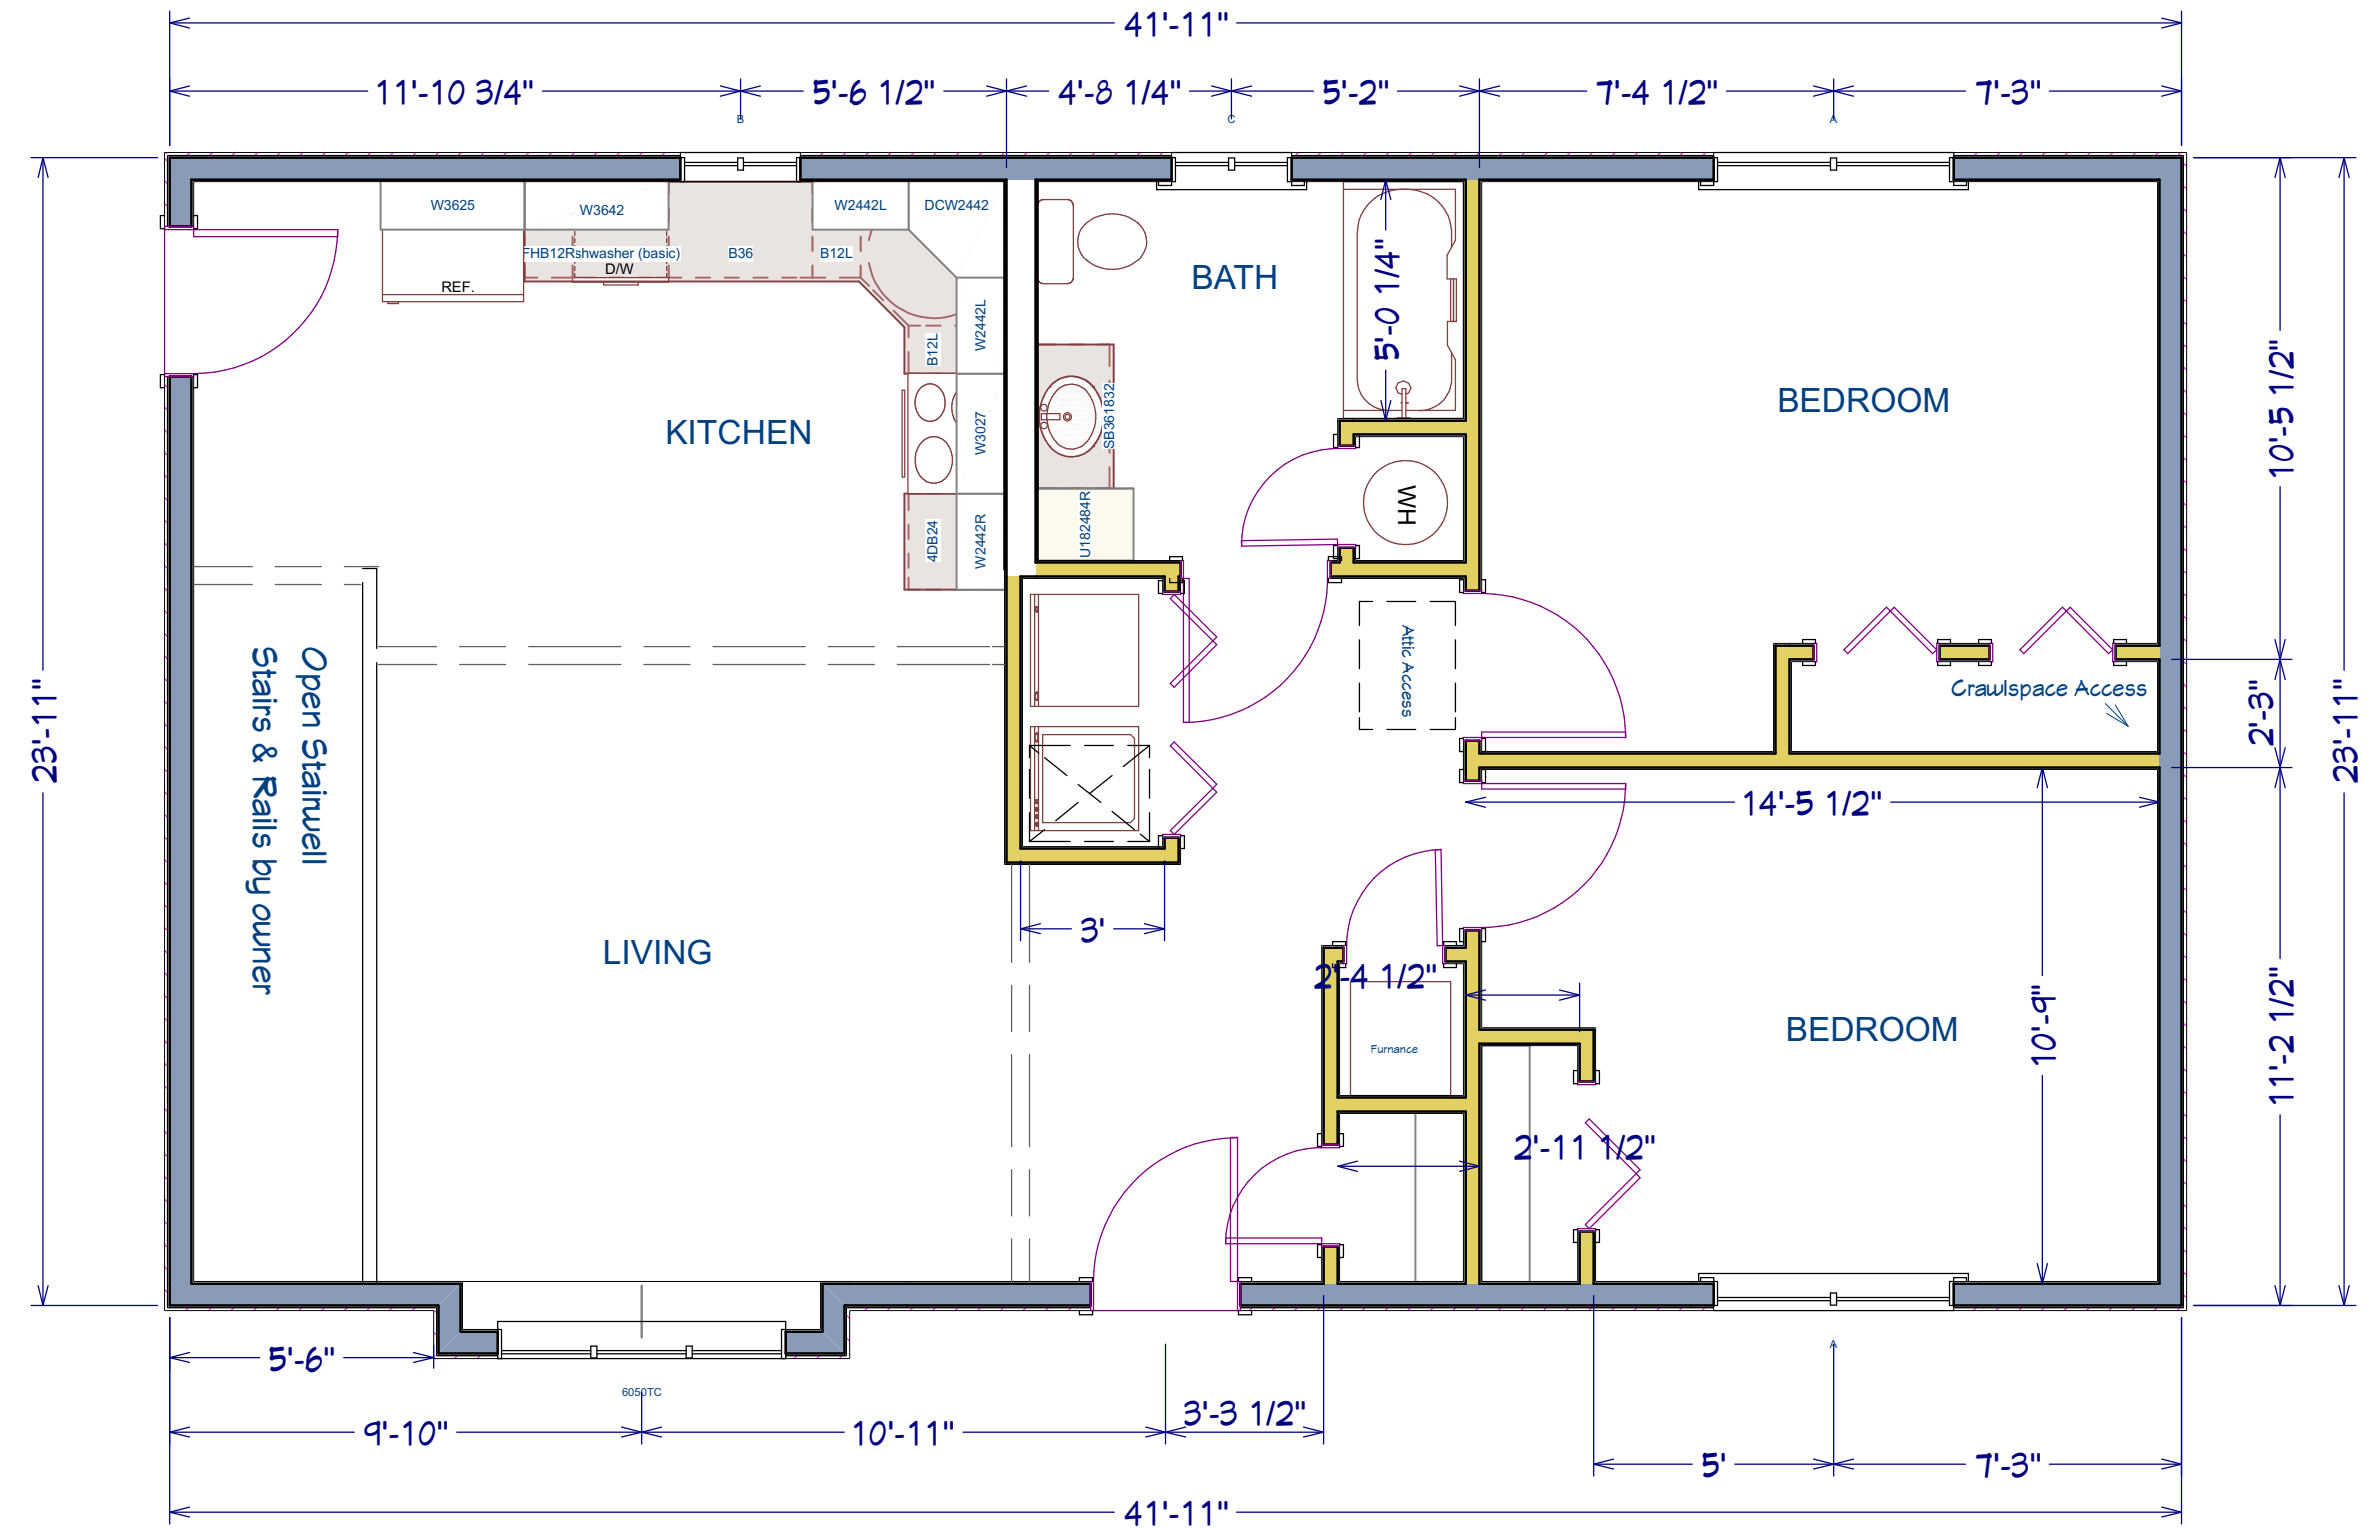 41'-11"
11'-10 3/4" 5'-6 1/2" 4'-8 1/4" 5'-2" 7'-4 1/2" 7'-3"
B C A
W3625 W3642 W2442L DCW2442
FHB12R shwasher (basic) B36 B12L
D/W
REF.
BATH
W2442L
B12L
5'-0 1/4"
KITCHEN
BEDROOM
W3027
SB361832
10'-5 1/2"
4DB24
W2442R
U182484R
WH
Open Stairwell
Stairs & Rails by owner
Attic Access
Crawlspace Access
23'-11"
2'-3"
23'-11"
14'-5 1/2"
3'
LIVING
2'-4 1/2"
BEDROOM
10'-9"
11'-2 1/2"
Furnance
2'-11 1/2"
5'-6"
A
6050TC
9'-10" 10'-11" 3'-3 1/2"
5' 7'-3"
41'-11"